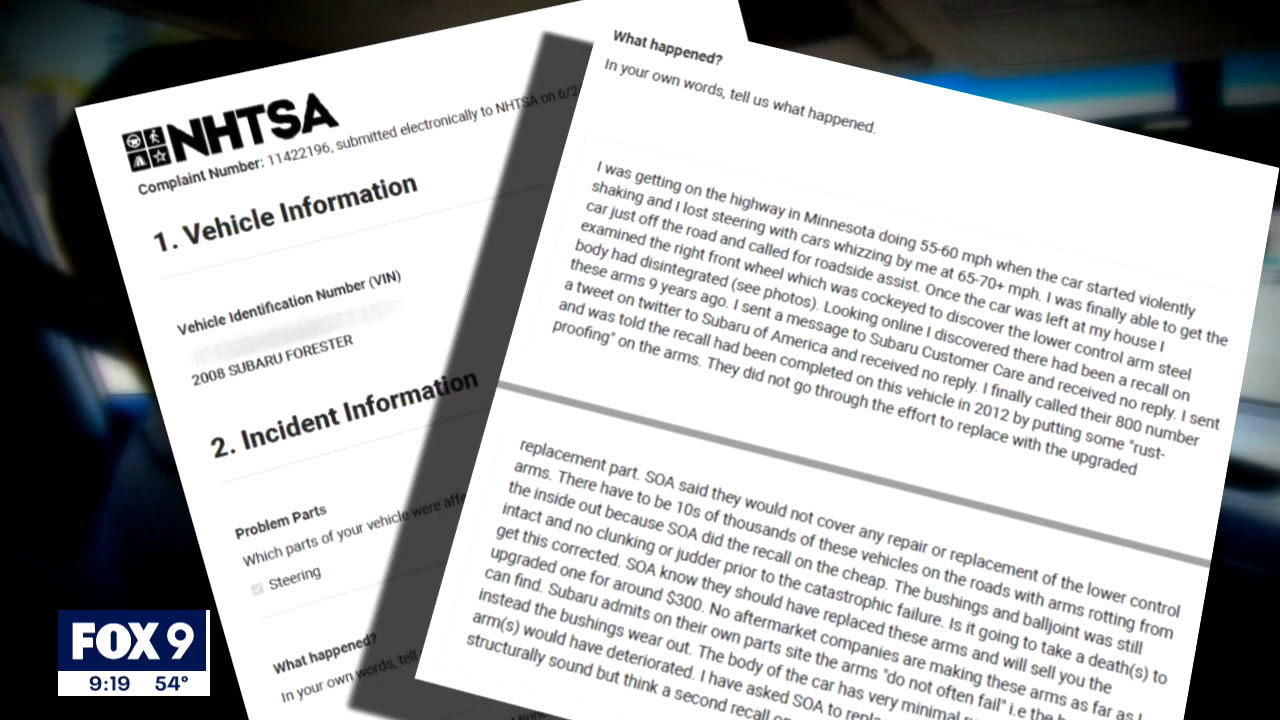 NHTSA
Complaint Number: 11422196, submitted electronically to NHTSA on 6/2
1. Vehicle Information
Vehicle Identification Number (VIN)
2008 SUBARU FORESTER
2. Incident Information
Problem Parts
Which parts of your vehicle were affe
Steering
What happened?
In your own words, tell
What happened?
In your own words, tell us what happened.
I was getting on the highway in Minnesota doing 55-60 mph when the car started violently
shaking and I lost steering with cars whizzing by me at 65-70+ mph. I was finally able to get the
car just off the road and called for roadside assist. Once the car was left at my house I
examined the right front wheel which was cockeyed to discover the lower control arm steel
body had disintegrated (see photos). Looking online I discovered there had been a recall on
these arms 9 years ago. I sent a message to Subaru Customer Care and received no reply. I sent
a tweet on twitter to Subaru of America and received no reply. I finally called their 800 number
and was told the recall had been completed on this vehicle in 2012 by putting some "rust-
proofing" on the arms. They did not go through the effort to replace with the upgraded
replacement part. SOA said they would not cover any repair or replacement of the lower control
arms. There have to be 10s of thousands of these vehicles on the roads with arms rotting from
the inside out because SOA did the recall on the cheap. The bushings and balljoint was still
intact and no clunking or judder prior to the catastrophic failure. Is it going to take a death(s) to
get this corrected. SOA know they should have replaced these arms and will sell you the
upgraded one for around $300. No aftermarket companies are making these arms as far as I
can find. Subaru admits on their own parts site the arms "do not often fail" i.e the b
instead the bushings wear out. The body of the car has very minimal ru
arm(s) would have deteriorated. I have asked SOA to repla
structurally sound but think a second recall o
FOX 9
9:19 54°